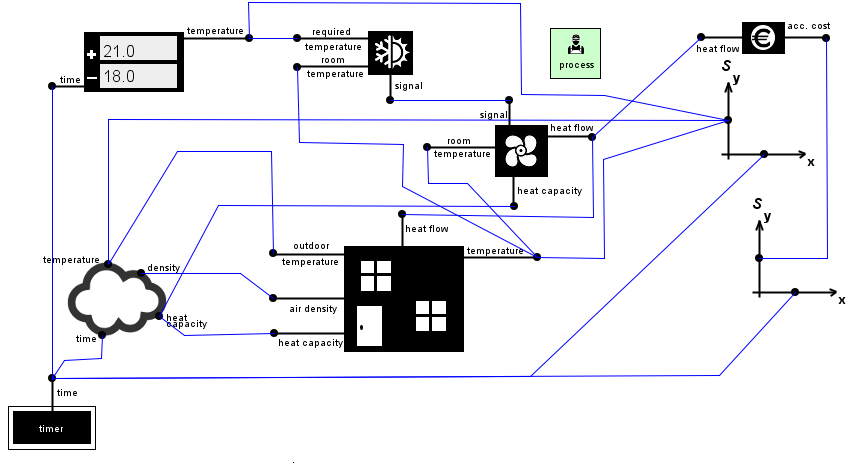 temperature
required
temperature
room
temperature
signal
21.0
18.0
time
process
heat flow
€
acc. cost
S
y
x
signal
heat flow
room
temperature
heat capacity
S
y
x
heat flow
temperature
outdoor
temperature
air density
heat capacity
temperature
density
heat
capacity
time
time
timer